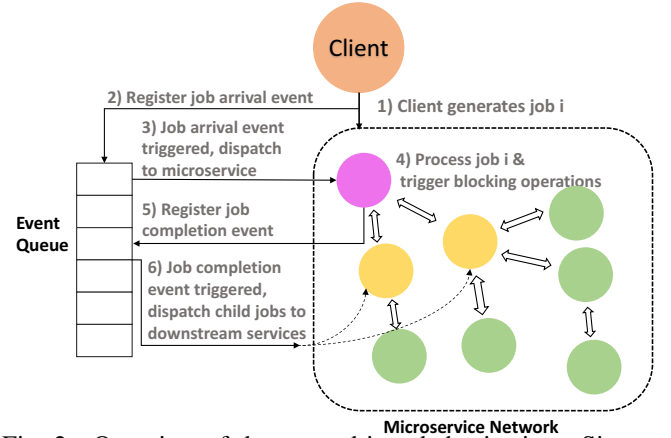 Client
2) Register job arrival event
1) Client generates job i
3) Job arrival event
triggered, dispatch
to microservice
4) Process job i &
trigger blocking operations
Event
Queue
5) Register job
completion event
6) Job completion
event triggered,
dispatch child jobs to
downstream services
Microservice Network